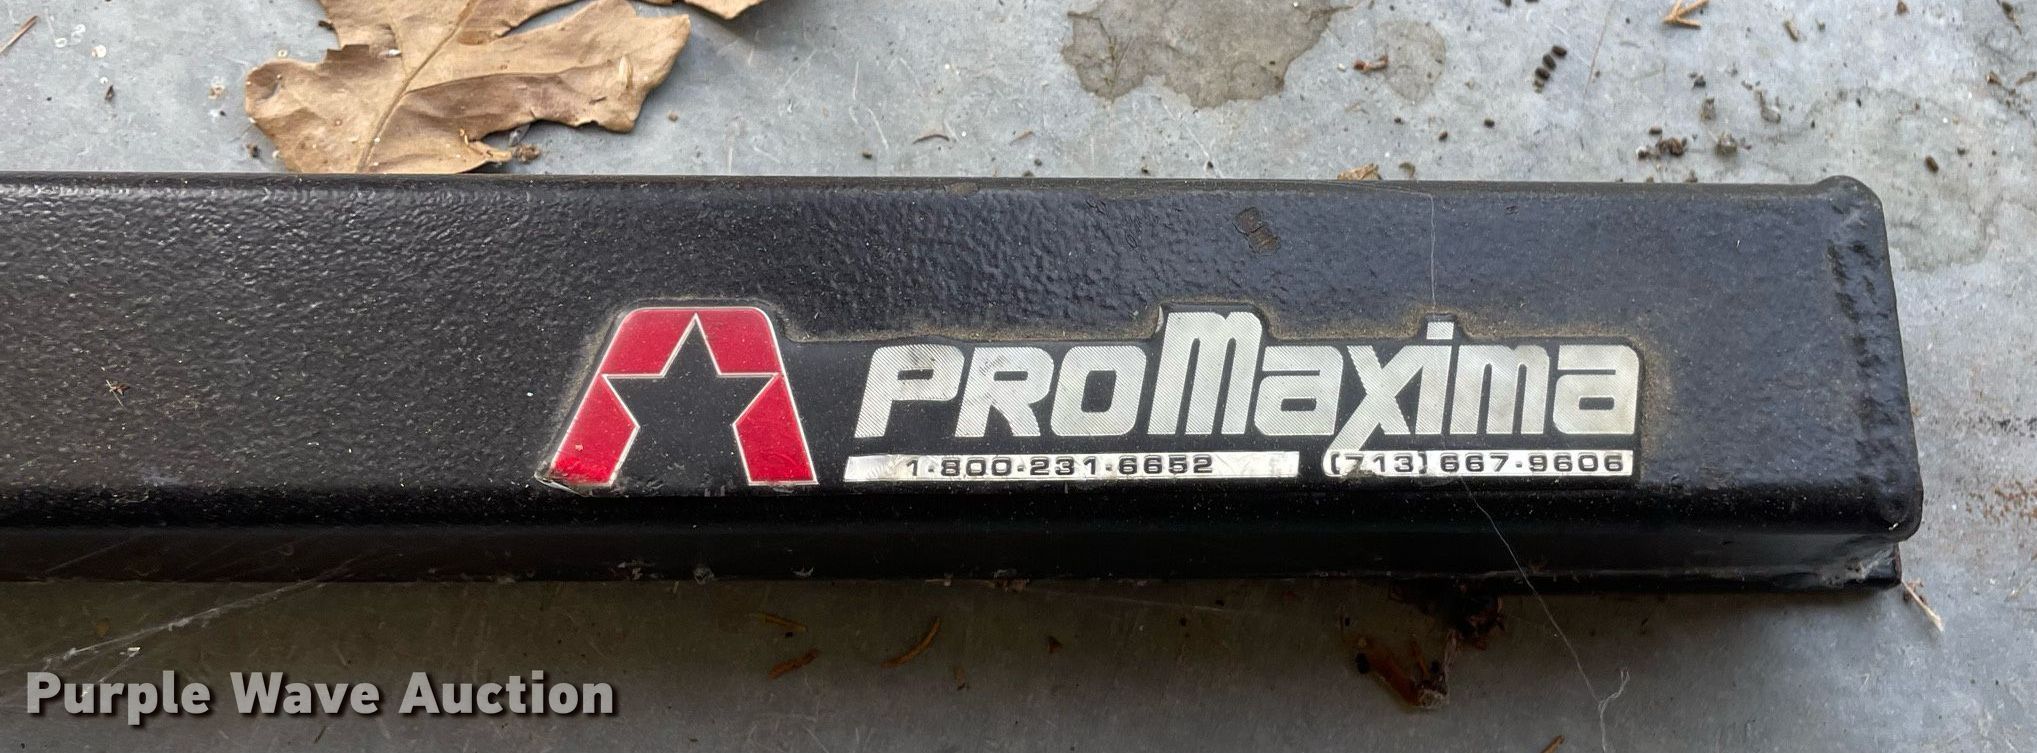 PROMaxima
1-800-231-6652 (713) 667-9606
Purple Wave Auction